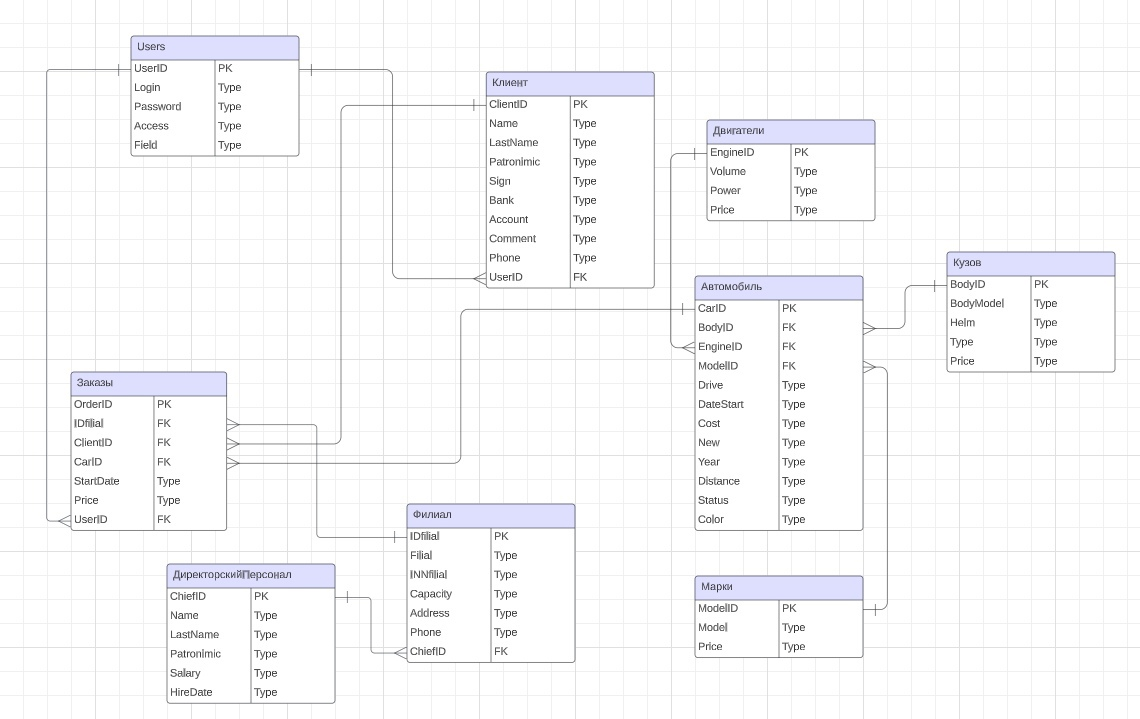 Users
UserID PK
Login Type
Password Type
Access Type
Field Type
Клиент
ClientID PK
Name Type
LastName Type
Patronimic Type
Sign Type
Bank Type
Account Type
Comment Type
Phone Type
UserID FK
Двигатели
EngineID PK
Volume Type
Power Type
Price Type
Кузов
BodyID PK
BodyModel Type
Helm Type
Type Type
Price Type
Автомобиль
CarID PK
BodyID FK
EngineID FK
ModelID FK
Drive Type
DateStart Type
Cost Type
New Type
Year Type
Distance Type
Status Type
Color Type
Заказы
OrderID PK
IDfilial FK
ClientID FK
CarID FK
StartDate Type
Price Type
UserID FK
Филиал
IDfilial PK
Filial Type
INNfilial Type
Capacity Type
Address Type
Phone Type
ChiefID FK
ДиректорскийПерсонал
ChiefID PK
Name Type
LastName Type
Patronimic Type
Salary Type
HireDate Type
Марки
ModelID PK
Model Type
Price Type